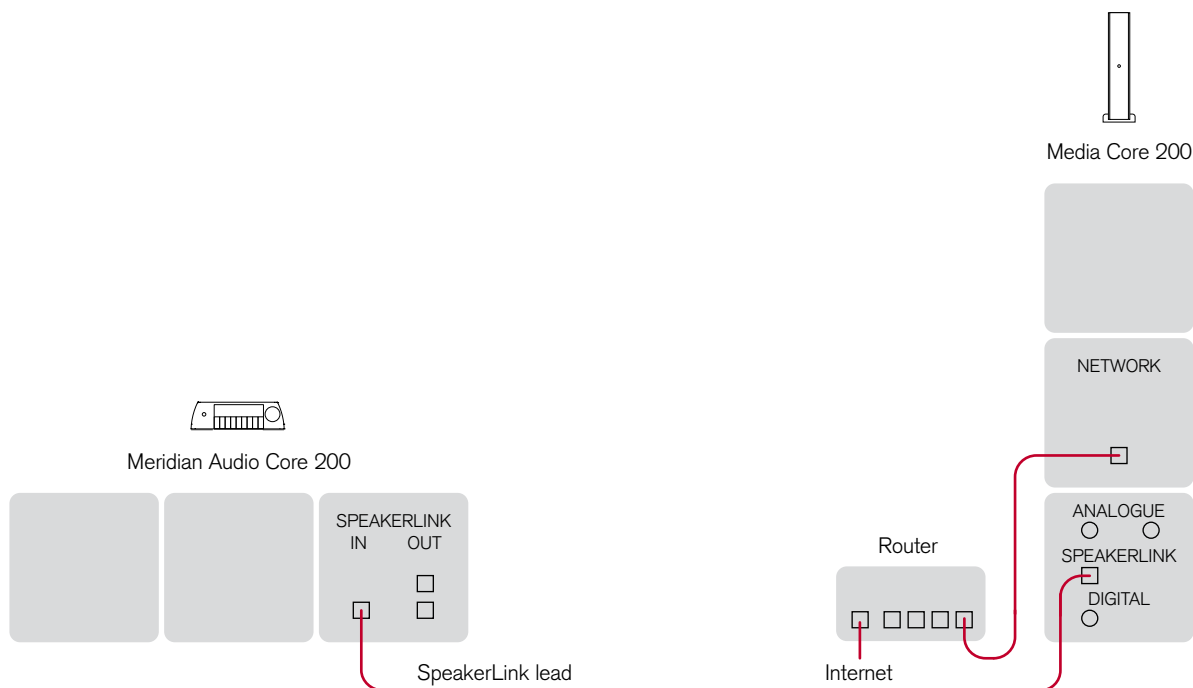 Media Core 200
NETWORK
Meridian Audio Core 200
SPEAKERLINK
IN OUT
Router
ANALOGUE
SPEAKERLINK
DIGITAL
SpeakerLink lead
Internet